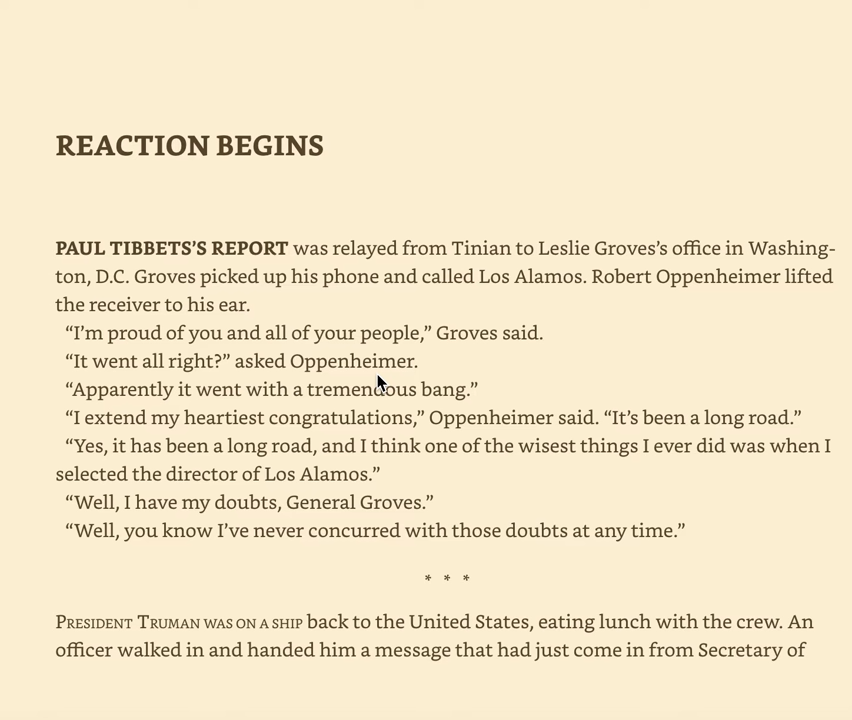 REACTION BEGINS
PAUL TIBBETS’S REPORT was relayed from Tinian to Leslie Groves’s office in Washing-
ton, D.C. Groves picked up his phone and called Los Alamos. Robert Oppenheimer lifted
the receiver to his ear.
“I’m proud of you and all of your people,” Groves said.
“It went all right?” asked Oppenheimer.
“Apparently it went with a tremendous bang.”
“I extend my heartiest congratulations,” Oppenheimer said. “It’s been a long road.”
“Yes, it has been a long road, and I think one of the wisest things I ever did was when I
selected the director of Los Alamos.”
“Well, I have my doubts, General Groves.”
“Well, you know I’ve never concurred with those doubts at any time.”
* * *
President Truman was on a ship back to the United States, eating lunch with the crew. An
officer walked in and handed him a message that had just come in from Secretary of